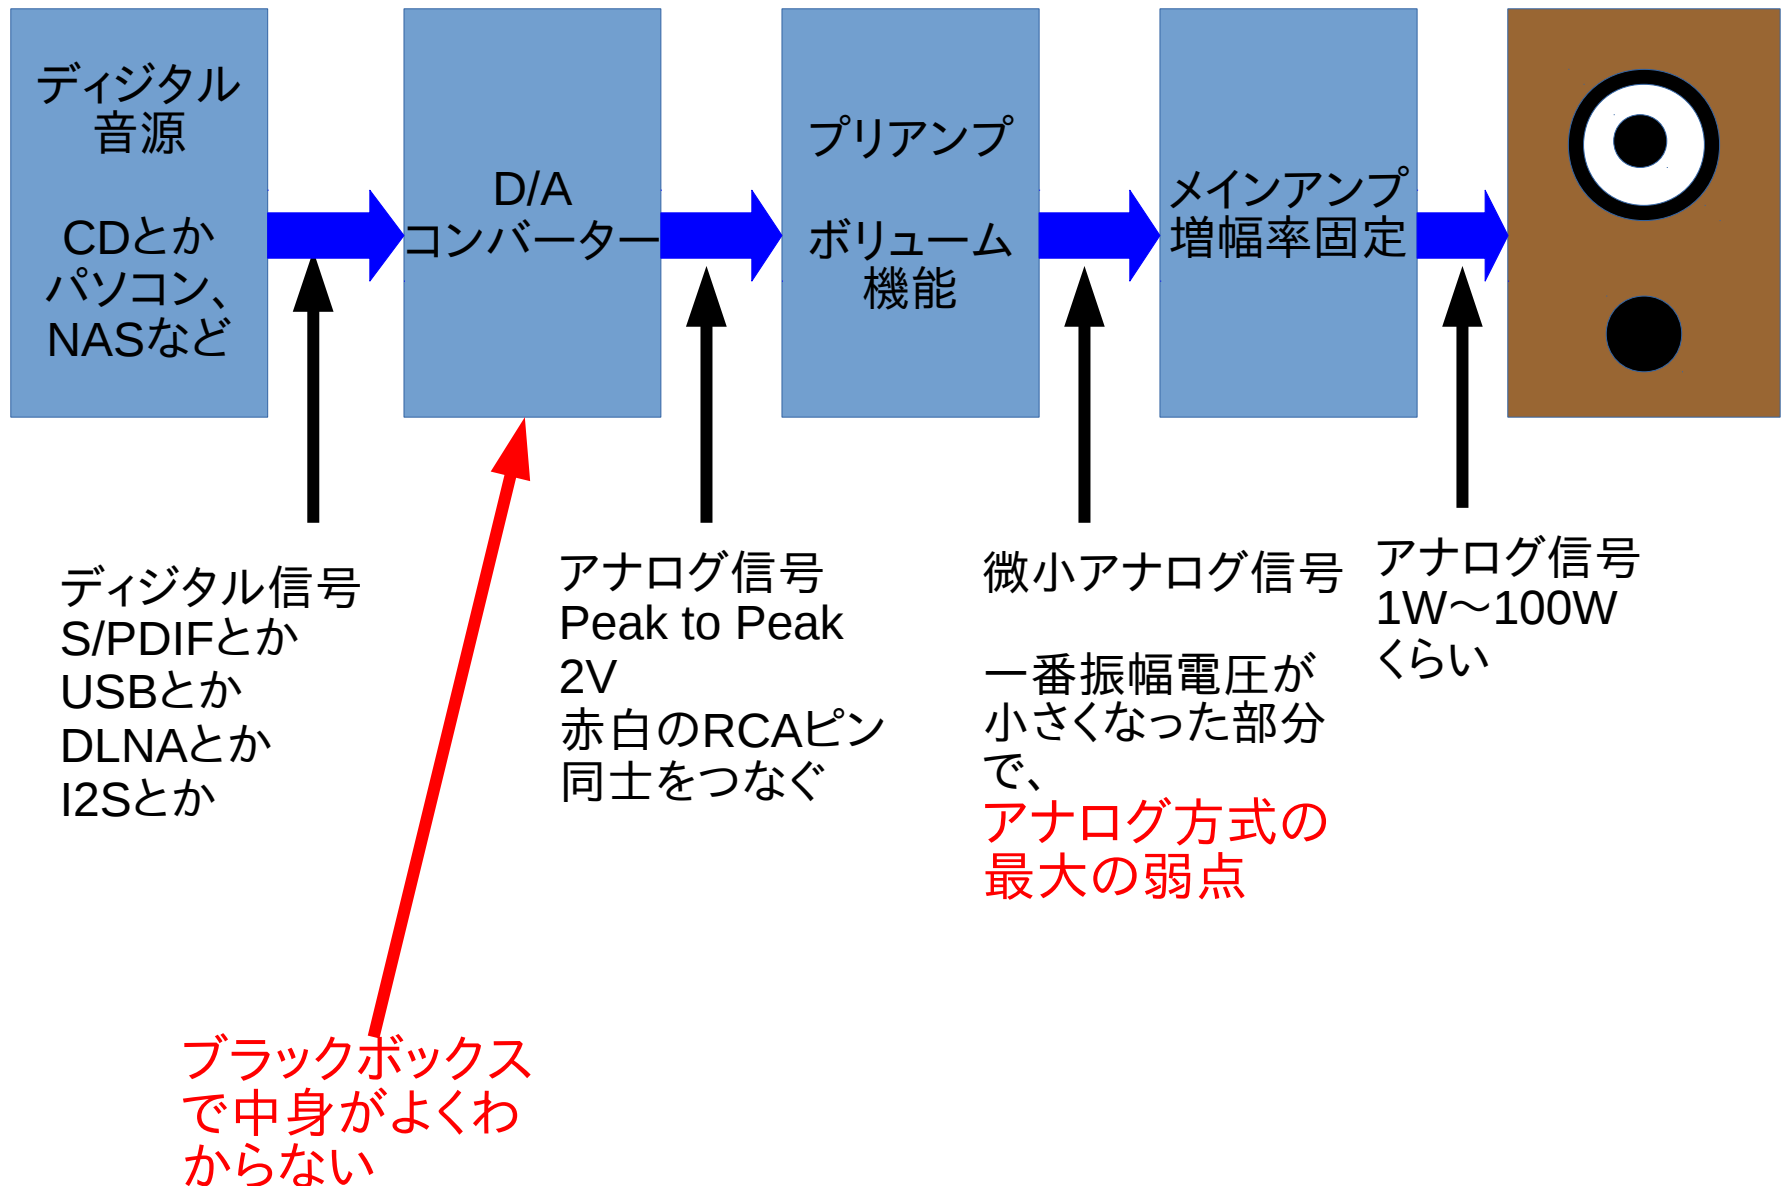 ディジタル
音源
CDとか
パソコン、
NASなど
D/A
コンバーター
プリアンプ
ボリューム
機能
メインアンプ
増幅率固定
ディジタル信号
S/PDIFとか
USBとか
DLNAとか
I2Sとか
アナログ信号
Peak to Peak
2V
赤白のRCAピン
同士をつなぐ
微小アナログ信号
一番振幅電圧が
小さくなった部分
で、
アナログ方式の
最大の弱点
アナログ信号
1W～100W
くらい
ブラックボックス
で中身がよくわ
からない